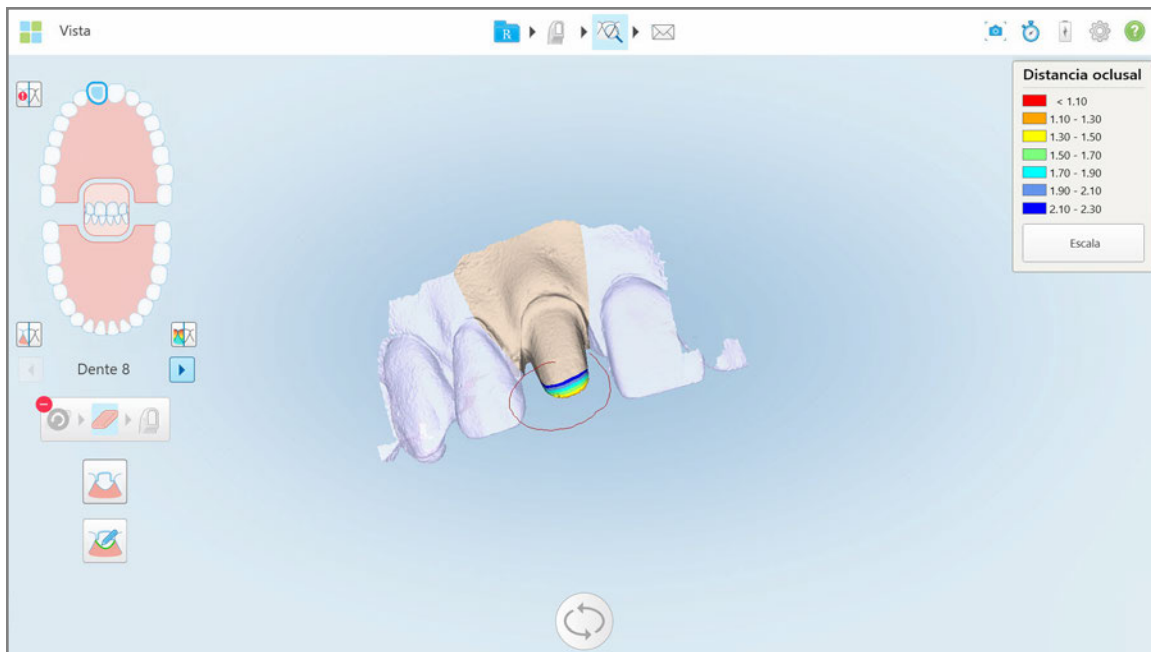 Vista
R
?
Distancia oclusal
< 1.10
1.10 - 1.30
1.30 - 1.50
1.50 - 1.70
1.70 - 1.90
1.90 - 2.10
2.10 - 2.30
Escala
Dente 8